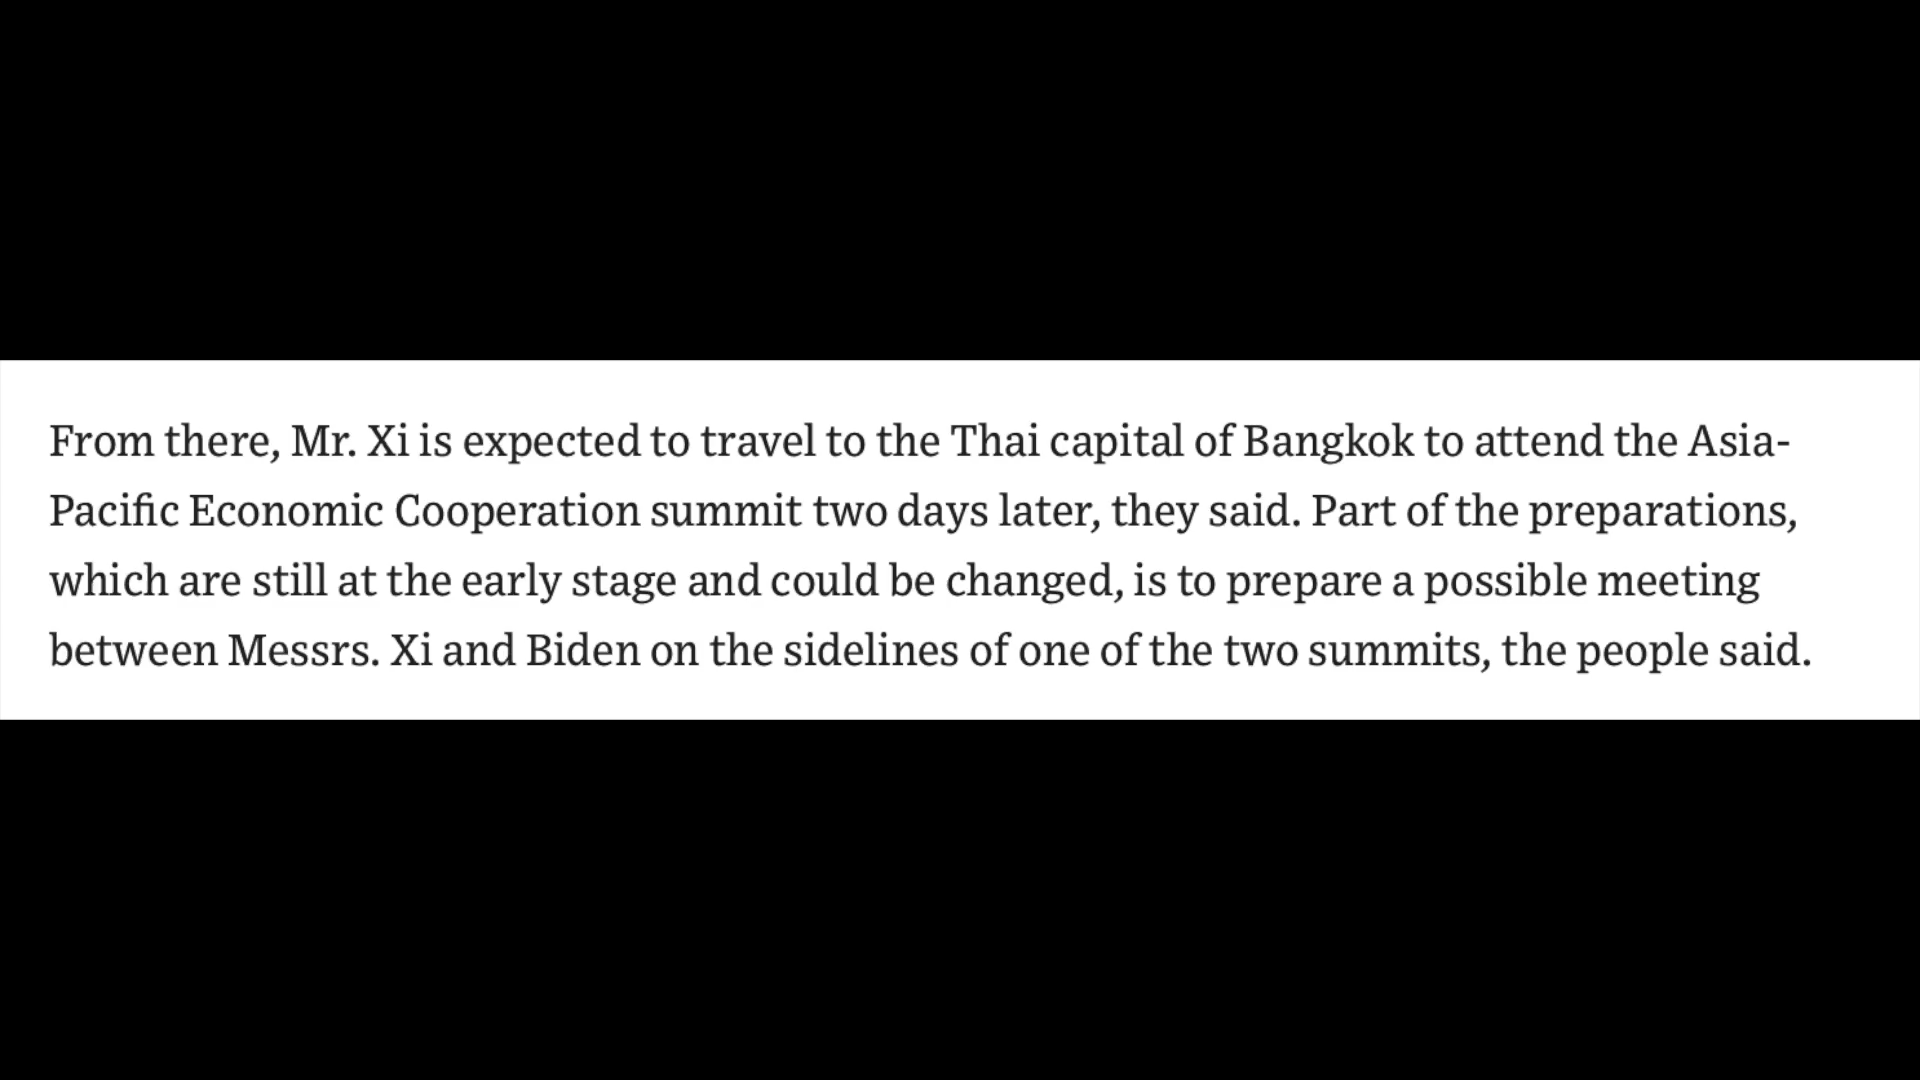 From there, Mr. Xi is expected to travel to the Thai capital of Bangkok to attend the Asia-
Pacific Economic Cooperation summit two days later, they said. Part of the preparations,
which are still at the early stage and could be changed, is to prepare a possible meeting
between Messrs. Xi and Biden on the sidelines of one of the two summits, the people said.